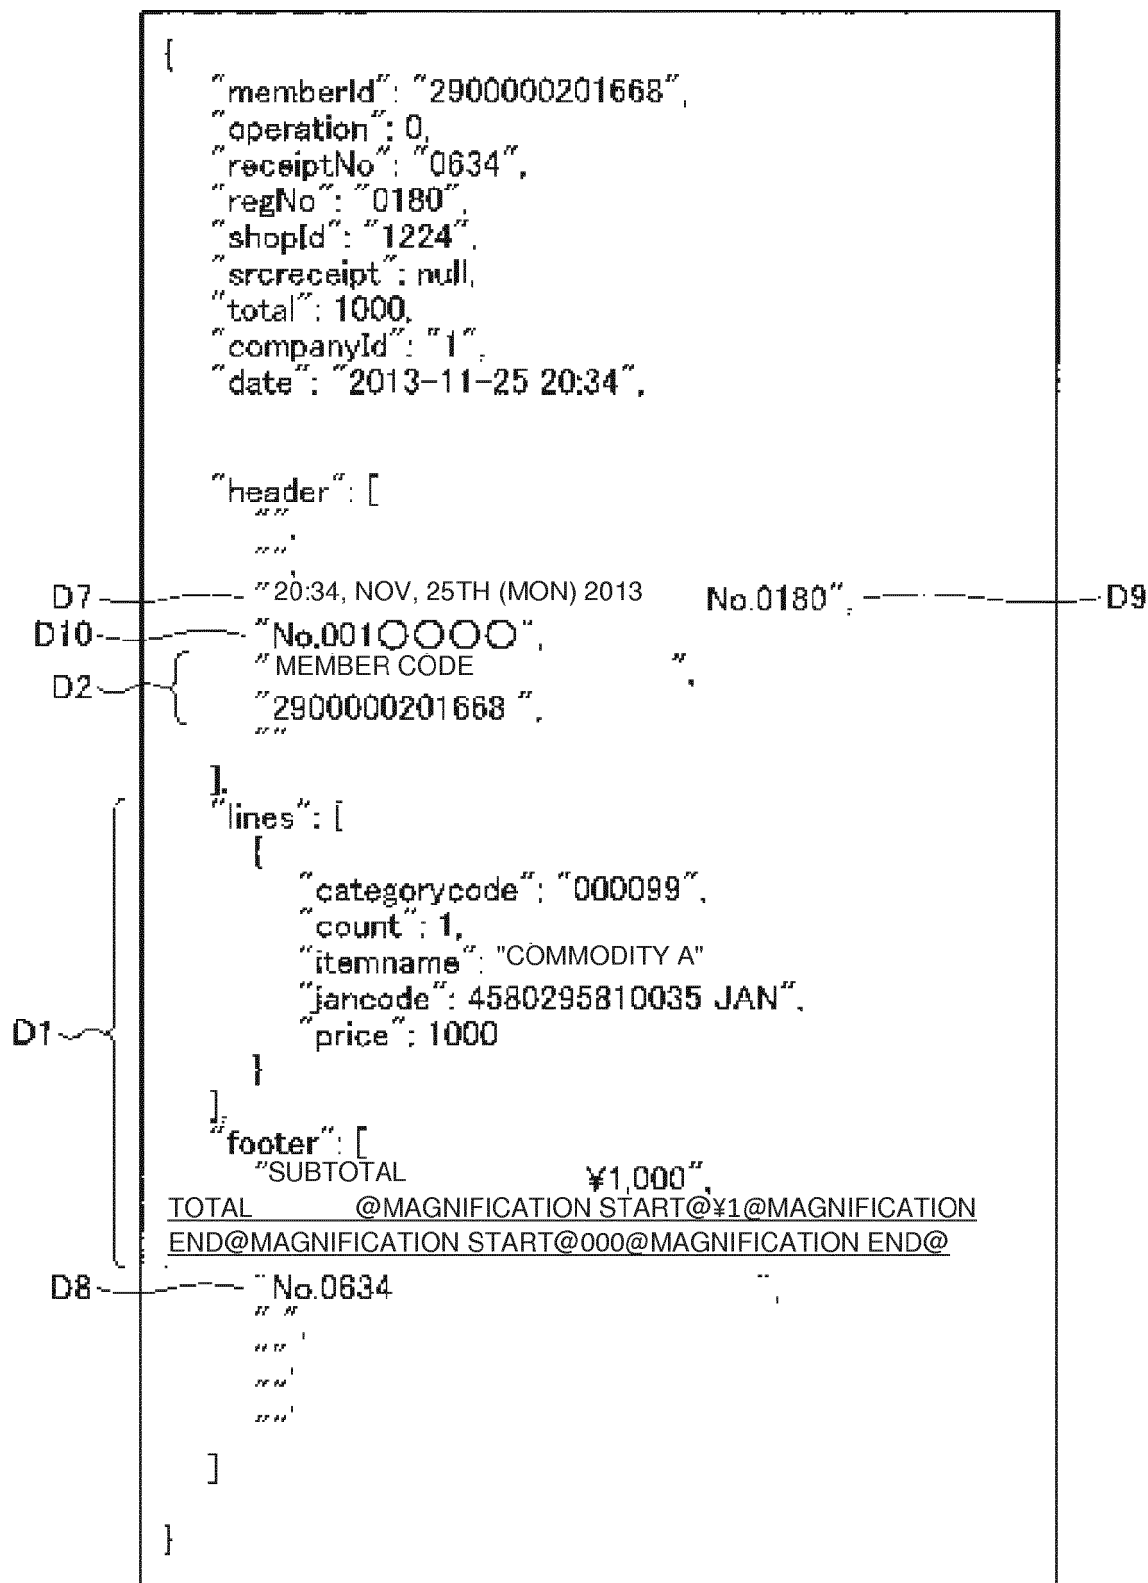 {
"memberId": "2900000201668",
"operation": 0,
"receiptNo": "0634",
"regNo": "0180",
"shopId": "1224",
"srcreceipt": null,
"total": 1000,
"companyId": "1",
"date": "2013-11-25 20:34",
"header": [
"",
"",
D7 "20:34, NOV, 25TH (MON) 2013 No.0180", D9
D10 "No.001○○○○",
D2 "MEMBER CODE ",
"2900000201668 ",
""
],
D1 "lines": [
{
"categorycode": "000099",
"count": 1,
"itemname": "COMMODITY A"
"jancode": 4580295810035 JAN",
"price": 1000
}
],
"footer": [
"SUBTOTAL ¥1,000",
TOTAL @MAGNIFICATION START@¥1@MAGNIFICATION
END@MAGNIFICATION START@000@MAGNIFICATION END@
D8 "No.0634 ",
" ",
"",
"",
""
]
}